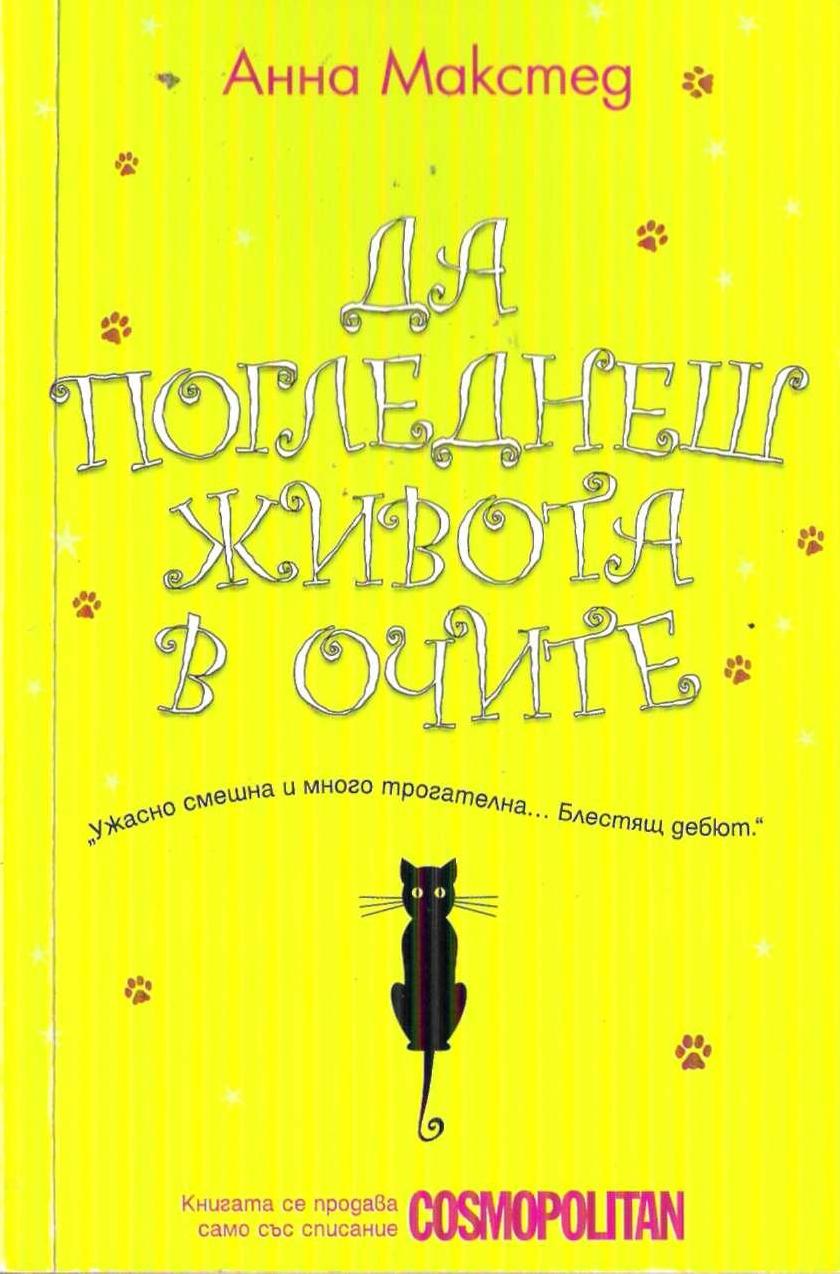 Анна Макстед
ДА
ПОГЛЕДНЕШ
ЖИВОТА
В ОЧИТЕ
„Ужасно смешна и много трогателна... Блестящ дебют.“
Книгата се продава
само със списание COSMOPOLITAN